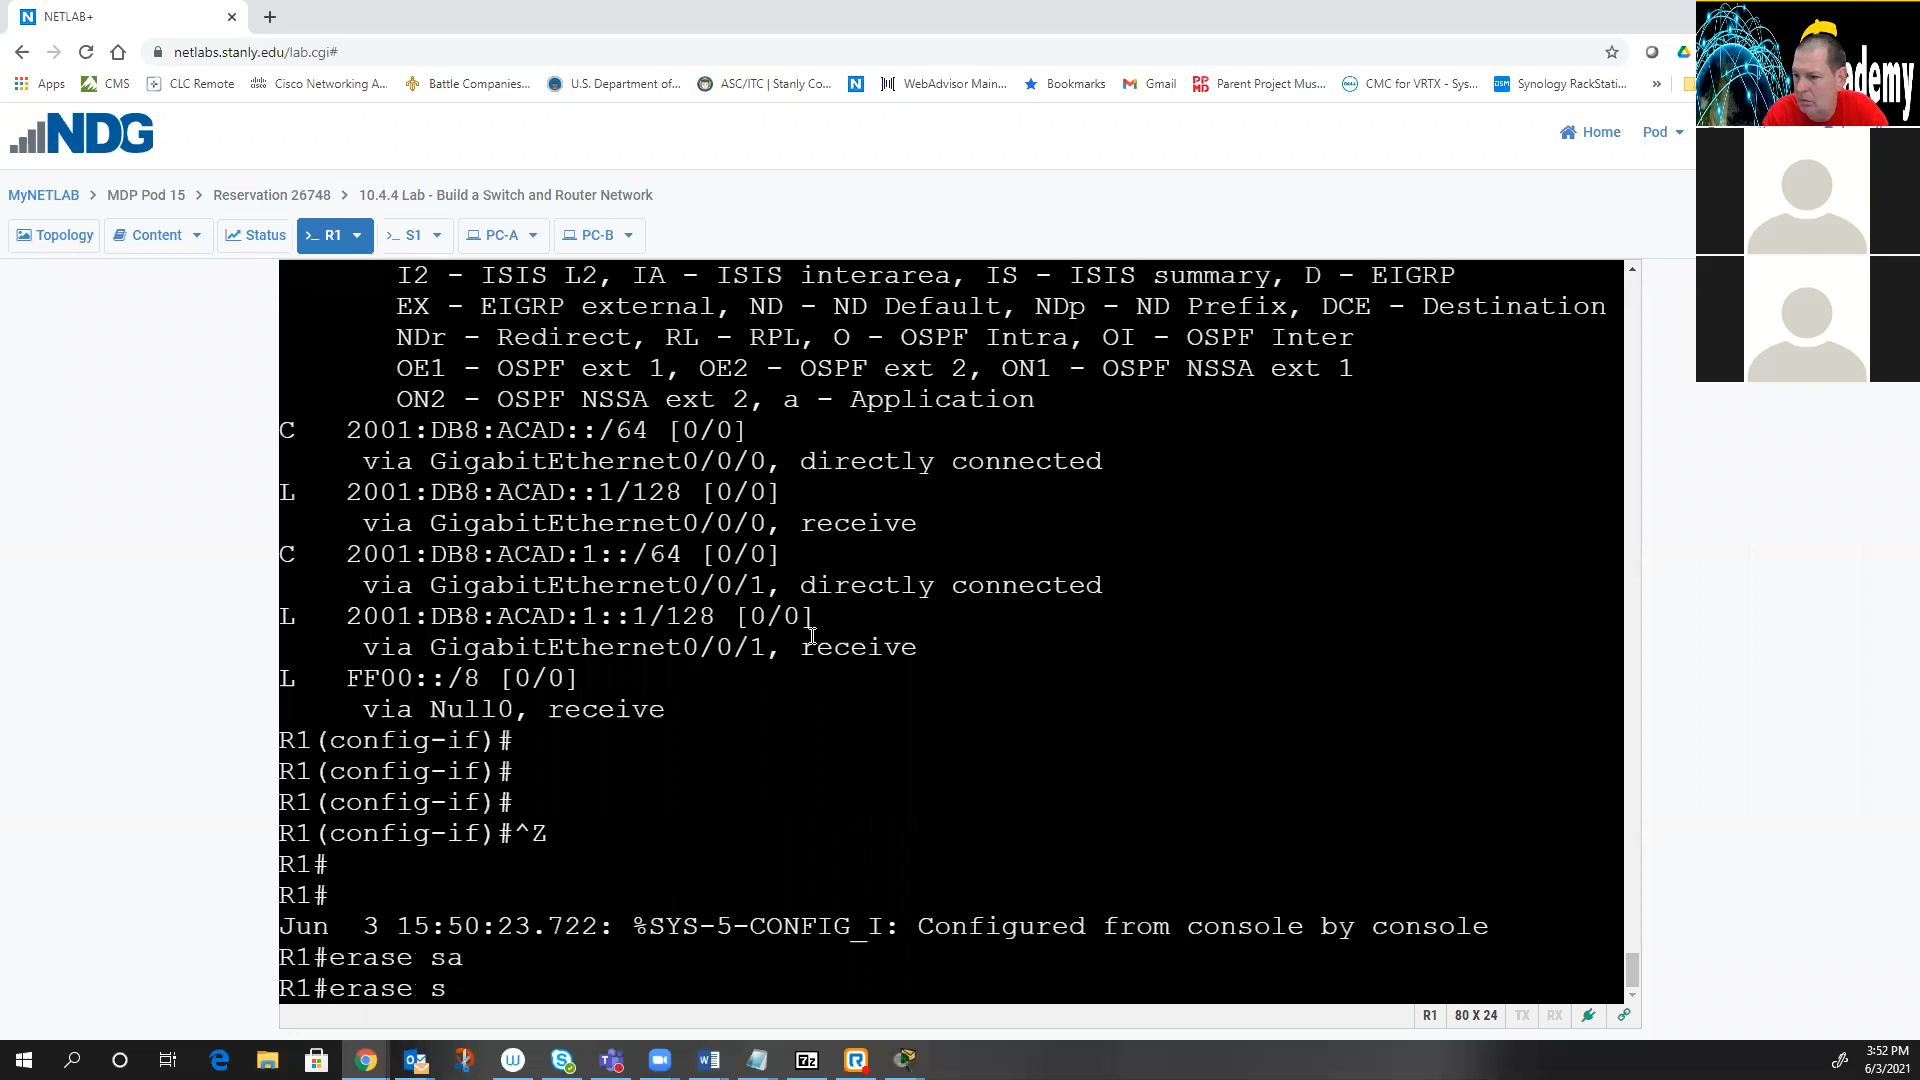 NETLAB+
netlabs.stanly.edu/lab.cgi#
Apps
CMS
CLC Remote
Cisco Networking A...
Battle Companies...
U.S. Department of...
ASC/ITC | Stanly Co...
WebAdvisor Main...
Bookmarks
Gmail
Parent Project Mus...
CMC for VRTX - Sys...
Synology RackStati...
»
ademy
NDG
Home
Pod
MyNETLAB > MDP Pod 15 > Reservation 26748 > 10.4.4 Lab - Build a Switch and Router Network
Topology
Content
Status
R1
S1
PC-A
PC-B
I2 - ISIS L2, IA - ISIS interarea, IS - ISIS summary, D - EIGRP
EX - EIGRP external, ND - ND Default, NDp - ND Prefix, DCE - Destination
NDr - Redirect, RL - RPL, O - OSPF Intra, OI - OSPF Inter
OE1 - OSPF ext 1, OE2 - OSPF ext 2, ON1 - OSPF NSSA ext 1
ON2 - OSPF NSSA ext 2, a - Application
C 2001:DB8:ACAD::/64 [0/0]
via GigabitEthernet0/0/0, directly connected
L 2001:DB8:ACAD::1/128 [0/0]
via GigabitEthernet0/0/0, receive
C 2001:DB8:ACAD:1::/64 [0/0]
via GigabitEthernet0/0/1, directly connected
L 2001:DB8:ACAD:1::1/128 [0/0]
via GigabitEthernet0/0/1, receive
L FF00::/8 [0/0]
via Null0, receive
R1(config-if)#
R1(config-if)#
R1(config-if)#
R1(config-if)#^Z
R1#
R1#
Jun 3 15:50:23.722: %SYS-5-CONFIG_I: Configured from console by console
R1#erase sa
R1#erase s
R1
80 X 24
TX
RX
3:52 PM
6/3/2021